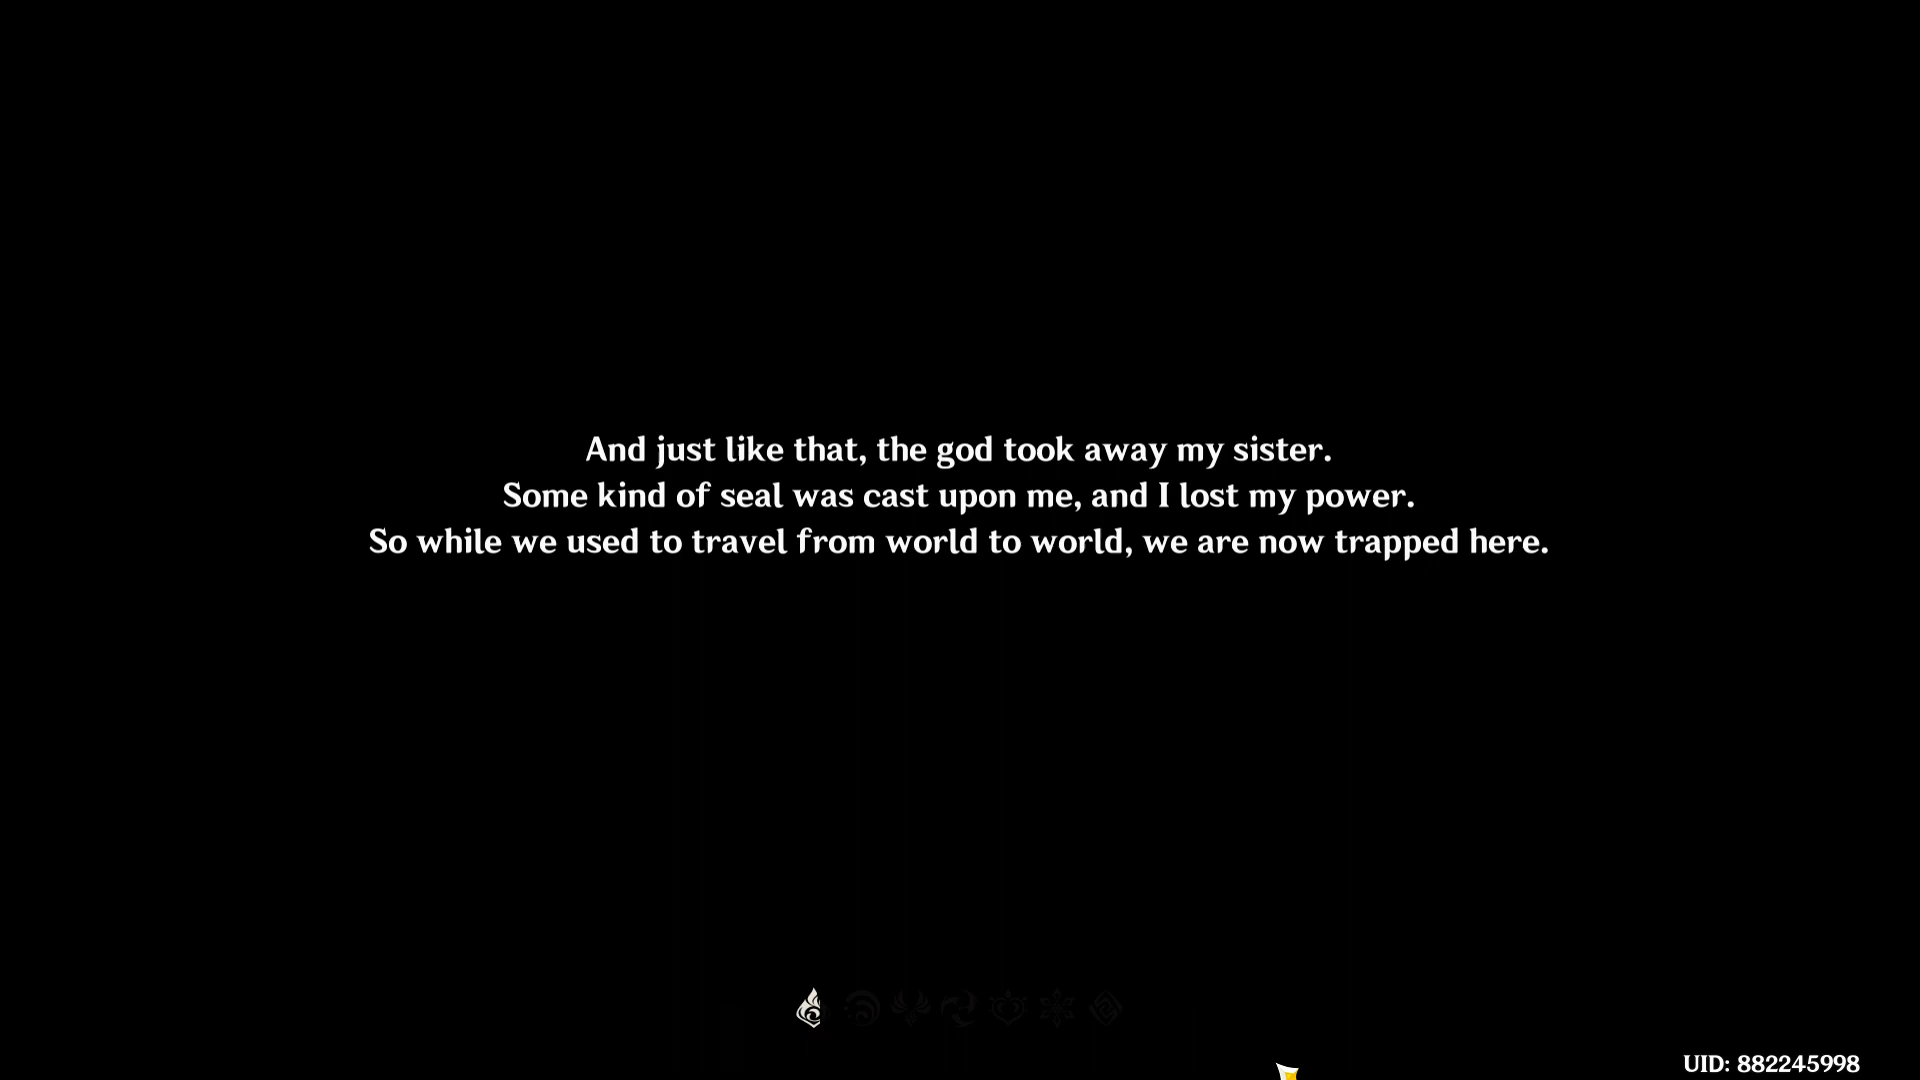 And just like that, the god took away my sister.
Some kind of seal was cast upon me, and I lost my power.
So while we used to travel from world to world, we are now trapped here.
UID: 882245998